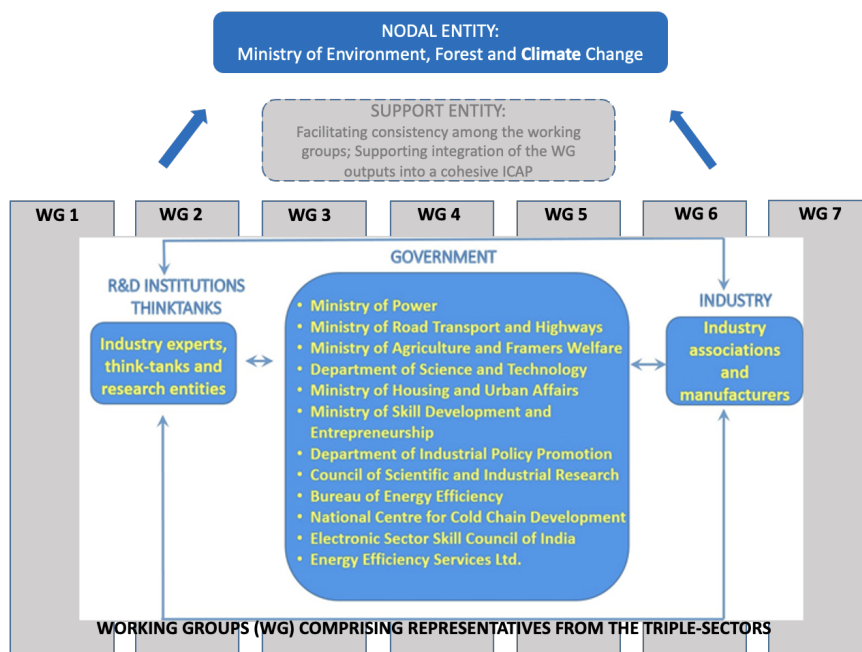 NODAL ENTITY:
Ministry of Environment, Forest and Climate Change
SUPPORT ENTITY:
Facilitating consistency among the working
groups; Supporting integration of the WG
outputs into a cohesive ICAP
WG 1
WG 2
WG 3
WG 4
WG 5
WG 6
WG 7
R&D INSTITUTIONS
THINKTANKS
Industry experts,
think-tanks and
research entities
GOVERNMENT
• Ministry of Power
• Ministry of Road Transport and Highways
• Ministry of Agriculture and Framers Welfare
• Department of Science and Technology
• Ministry of Housing and Urban Affairs
• Ministry of Skill Development and
Entrepreneurship
• Department of Industrial Policy Promotion
• Council of Scientific and Industrial Research
• Bureau of Energy Efficiency
• National Centre for Cold Chain Development
• Electronic Sector Skill Council of India
• Energy Efficiency Services Ltd.
INDUSTRY
Industry
associations
and
manufacturers
WORKING GROUPS (WG) COMPRISING REPRESENTATIVES FROM THE TRIPLE-SECTORS